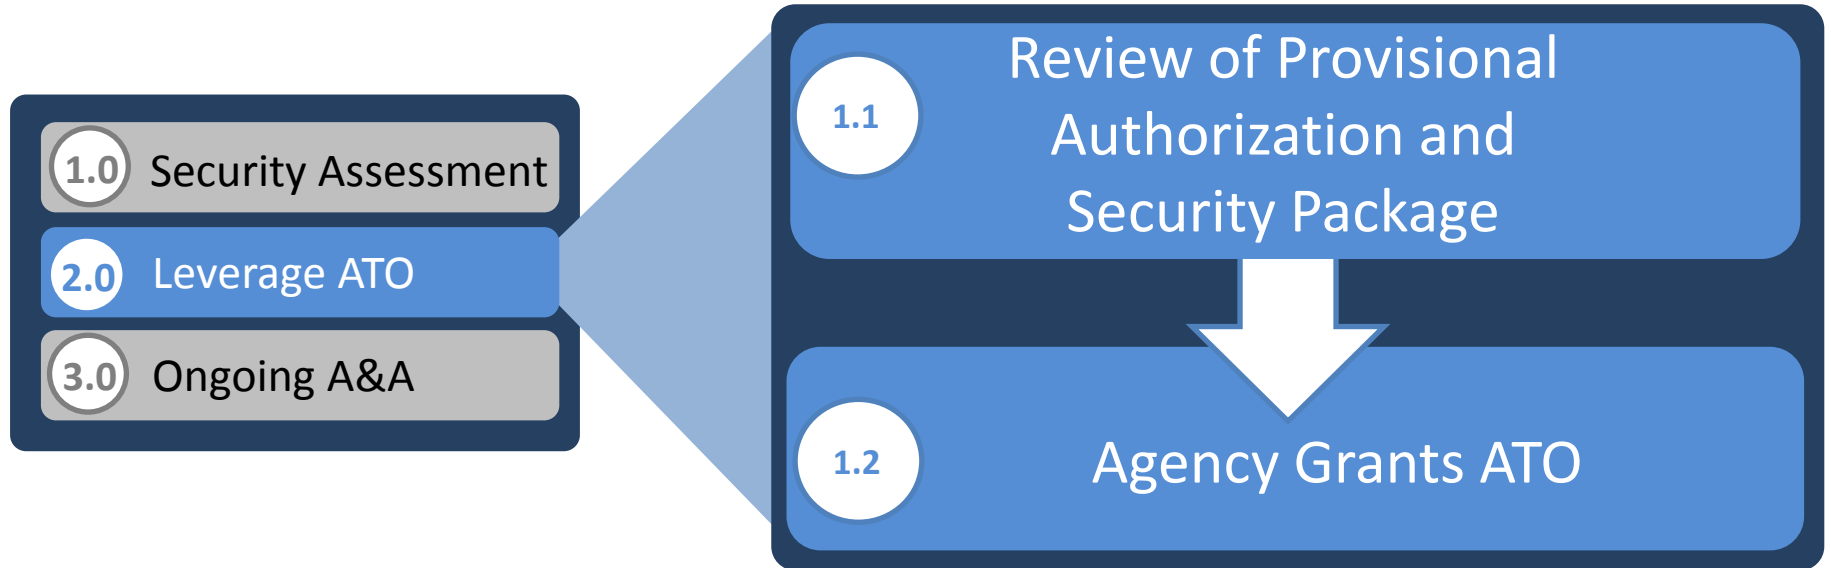 1.0 Security Assessment
2.0 Leverage ATO
3.0 Ongoing A&A
1.1
Review of Provisional
Authorization and
Security Package
1.2 Agency Grants ATO